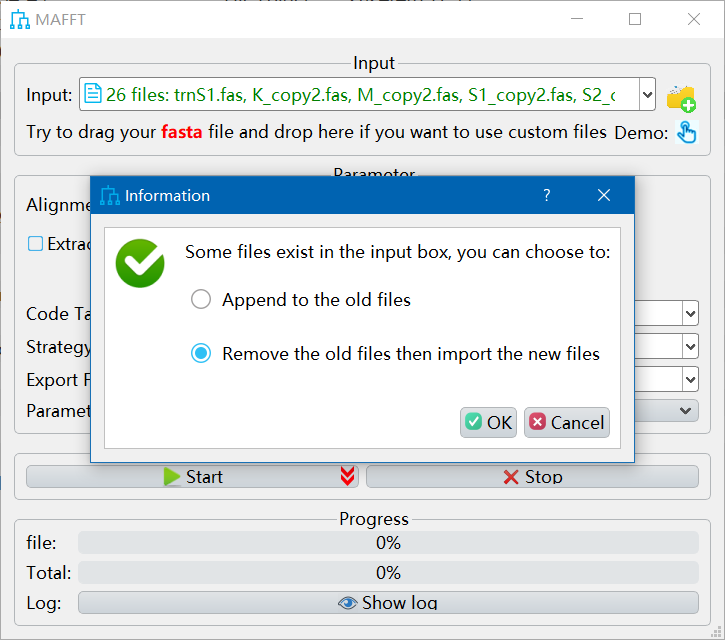 MAFFT
Input
Input: 26 files: trnS1.fas, K_copy2.fas, M_copy2.fas, S1_copy2.fas, S2_c
Try to drag your fasta file and drop here if you want to use custom files Demo:
Parameter
Information ?
Alignme
Some files exist in the input box, you can choose to:
Extrac
Append to the old files
Code Ta
Strategy
Remove the old files then import the new files
Export F
Paramet
OK Cancel
Start Stop
Progress
file: 0%
Total: 0%
Log: Show log